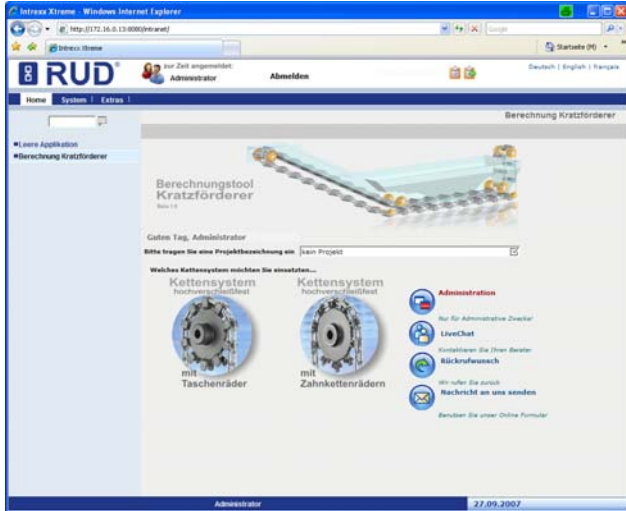 Intrexx Xtreme - Windows Internet Explorer
http://172.16.0.13:8080/intranet/
Google
Intrexx Xtreme
Startseite (M)
RUD®
zur Zeit angemeldet:
Administrator
Abmelden
Deutsch | English | Français
Home System Extras
Berechnung Kratzförderer
Leere Applikation
Berechnung Kratzförderer
Berechnungstool
Kratzförderer
Guten Tag, Administrator
Bitte tragen Sie eine Projektbezeichnung ein
kein Projekt
Welches Kettensystem möchten Sie einsetzten...
Kettensystem
hochverschleißfest
mit
Taschenräder
Kettensystem
hochverschleißfest
mit
Zahnkettenrädern
Administration
Nur für Administrative Zwecke!
LiveChat
Kontaktieren Sie Ihren Berater
Rückrufwunsch
Wir rufen Sie zurück
Nachricht an uns senden
Benutzen Sie unser Online Formular
Administrator
27.09.2007